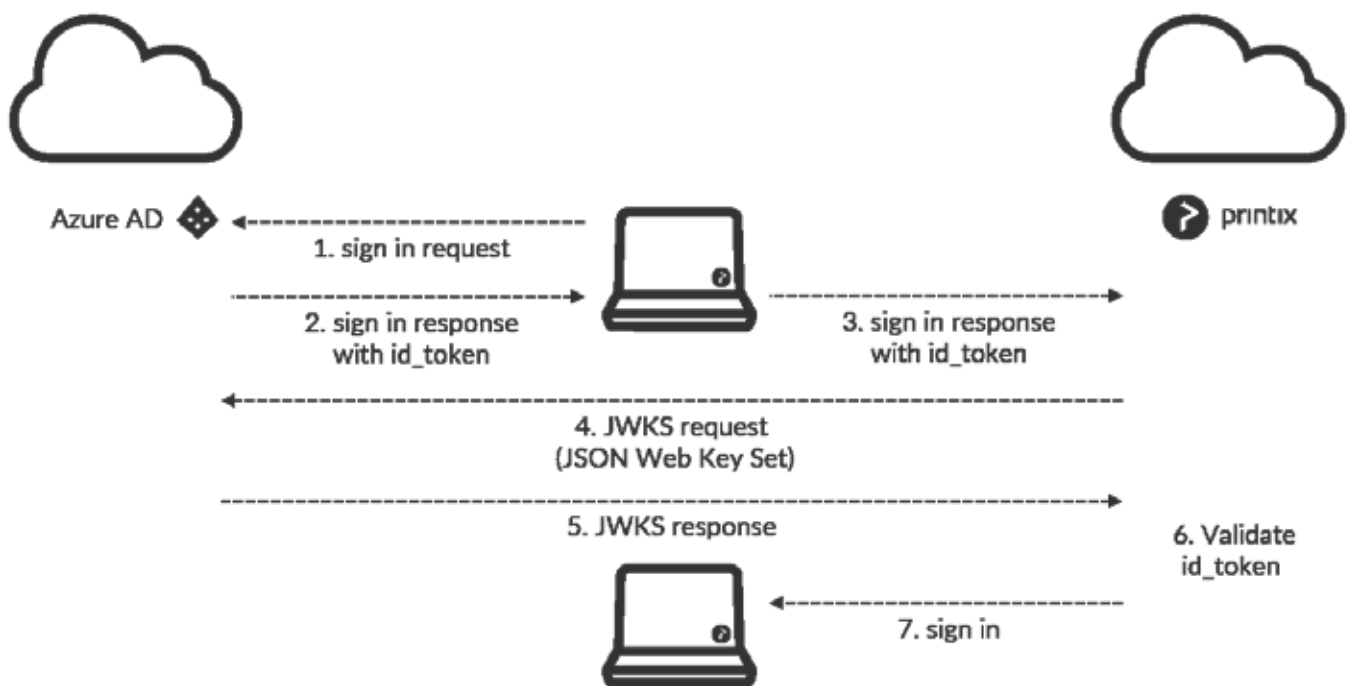 Azure AD
printix
1. sign in request
2. sign in response
with id_token
3. sign in response
with id_token
4. JWKS request
(JSON Web Key Set)
5. JWKS response
6. Validate
id_token
7. sign in